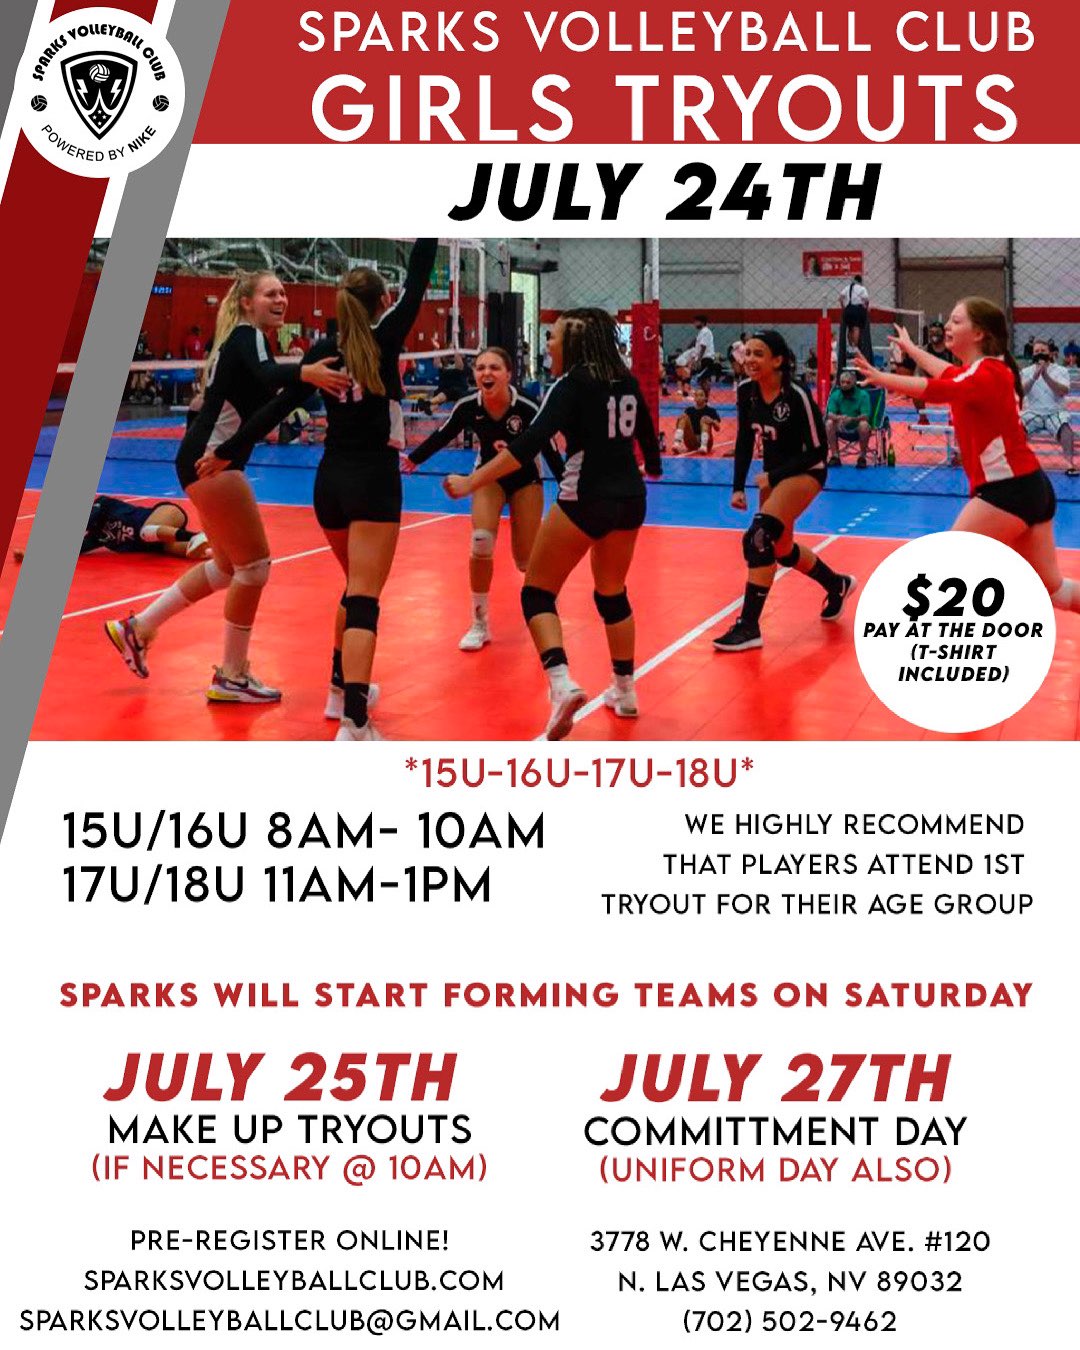 SPARKS VOLLEYBALL CLUB
POWERED BY NIKE
SPARKS VOLLEYBALL CLUB
GIRLS TRYOUTS
JULY 24TH
18
$20
PAY AT THE DOOR
(T-SHIRT
INCLUDED)
*15U-16U-17U-18U*
15U/16U 8AM- 10AM
17U/18U 11AM-1PM
WE HIGHLY RECOMMEND
THAT PLAYERS ATTEND 1ST
TRYOUT FOR THEIR AGE GROUP
SPARKS WILL START FORMING TEAMS ON SATURDAY
JULY 25TH
MAKE UP TRYOUTS
(IF NECESSARY @ 10AM)
JULY 27TH
COMMITTMENT DAY
(UNIFORM DAY ALSO)
PRE-REGISTER ONLINE!
SPARKSVOLLEYBALLCLUB.COM
SPARKSVOLLEYBALLCLUB@GMAIL.COM
3778 W. CHEYENNE AVE. #120
N. LAS VEGAS, NV 89032
(702) 502-9462